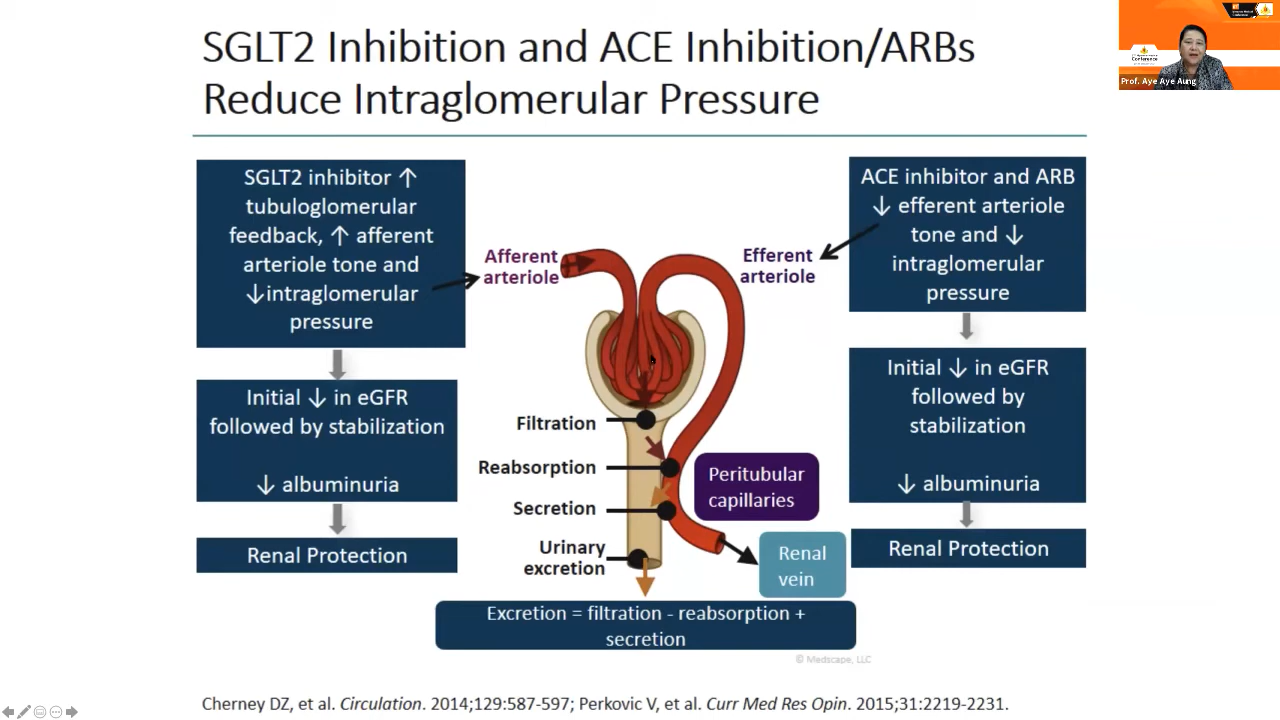 SGLT2 Inhibition and ACE Inhibition/ARBs
Reduce Intraglomerular Pressure
Conference
Prof. Aye Aye Aung
SGLT2 inhibitor ↑
tubuloglomerular
feedback, ↑ afferent
arteriole tone and
↓intraglomerular
pressure
Initial ↓ in eGFR
followed by stabilization
↓ albuminuria
Renal Protection
Afferent
arteriole
Efferent
arteriole
Filtration
Reabsorption
Secretion
Urinary
excretion
Peritubular
capillaries
Renal
vein
Excretion = filtration - reabsorption +
secretion
ACE inhibitor and ARB
↓ efferent arteriole
tone and ↓
intraglomerular
pressure
Initial ↓ in eGFR
followed by
stabilization
↓ albuminuria
Renal Protection
© Medscape, LLC
Cherney DZ, et al. Circulation. 2014;129:587-597; Perkovic V, et al. Curr Med Res Opin. 2015;31:2219-2231.